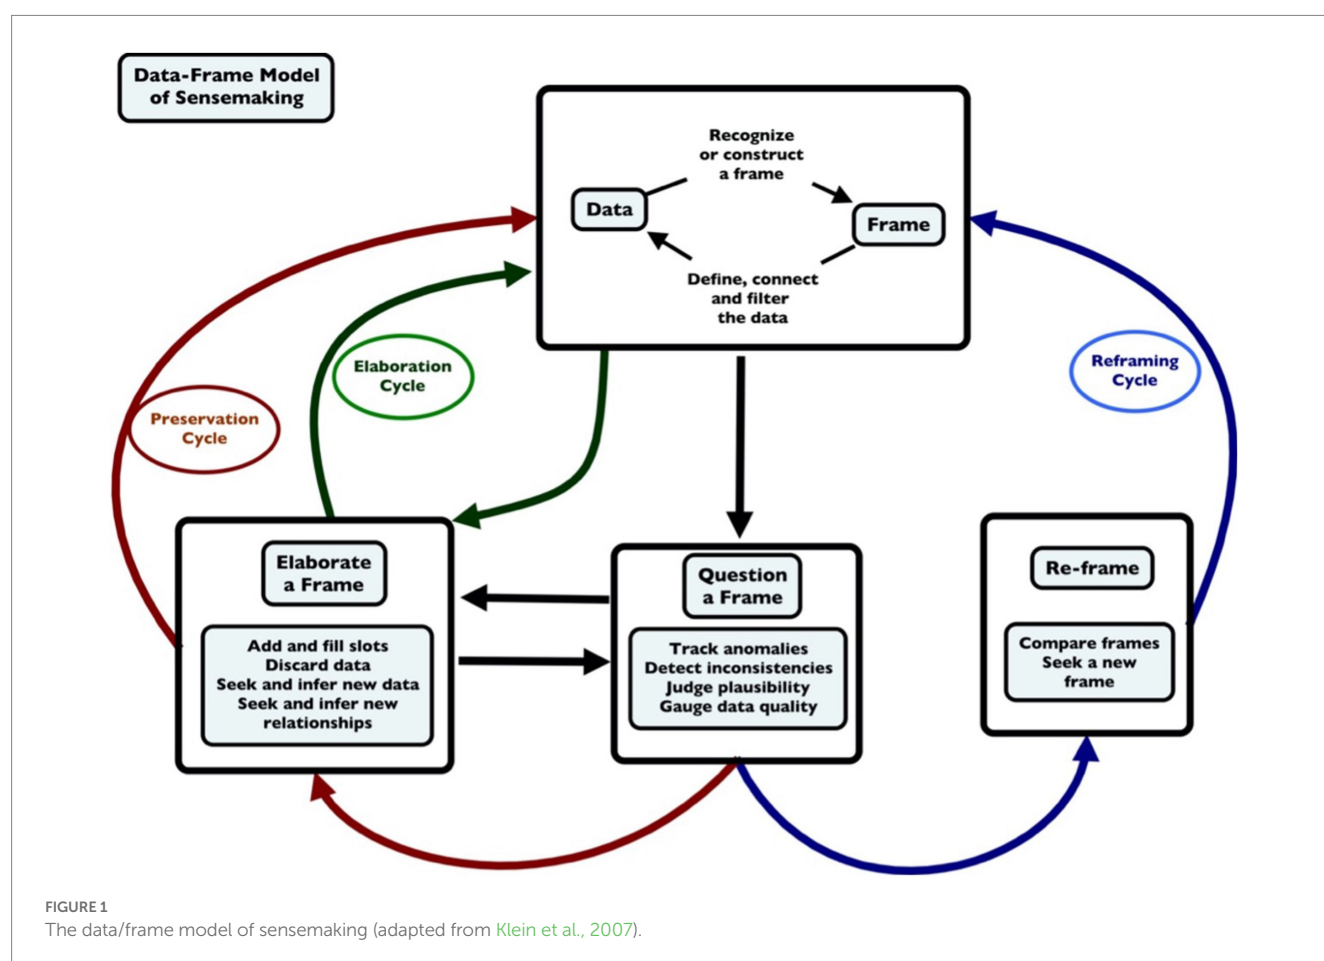 Data-Frame Model
of Sensemaking
Recognize
or construct
a frame
Data
Frame
Define, connect
and filter
the data
Elaboration
Cycle
Reframing
Cycle
Preservation
Cycle
Elaborate
a Frame
Add and fill slots
Discard data
Seek and infer new data
Seek and infer new
relationships
Question
a Frame
Track anomalies
Detect inconsistencies
Judge plausibility
Gauge data quality
Re-frame
Compare frames
Seek a new
frame
FIGURE 1
The data/frame model of sensemaking (adapted from Klein et al., 2007).